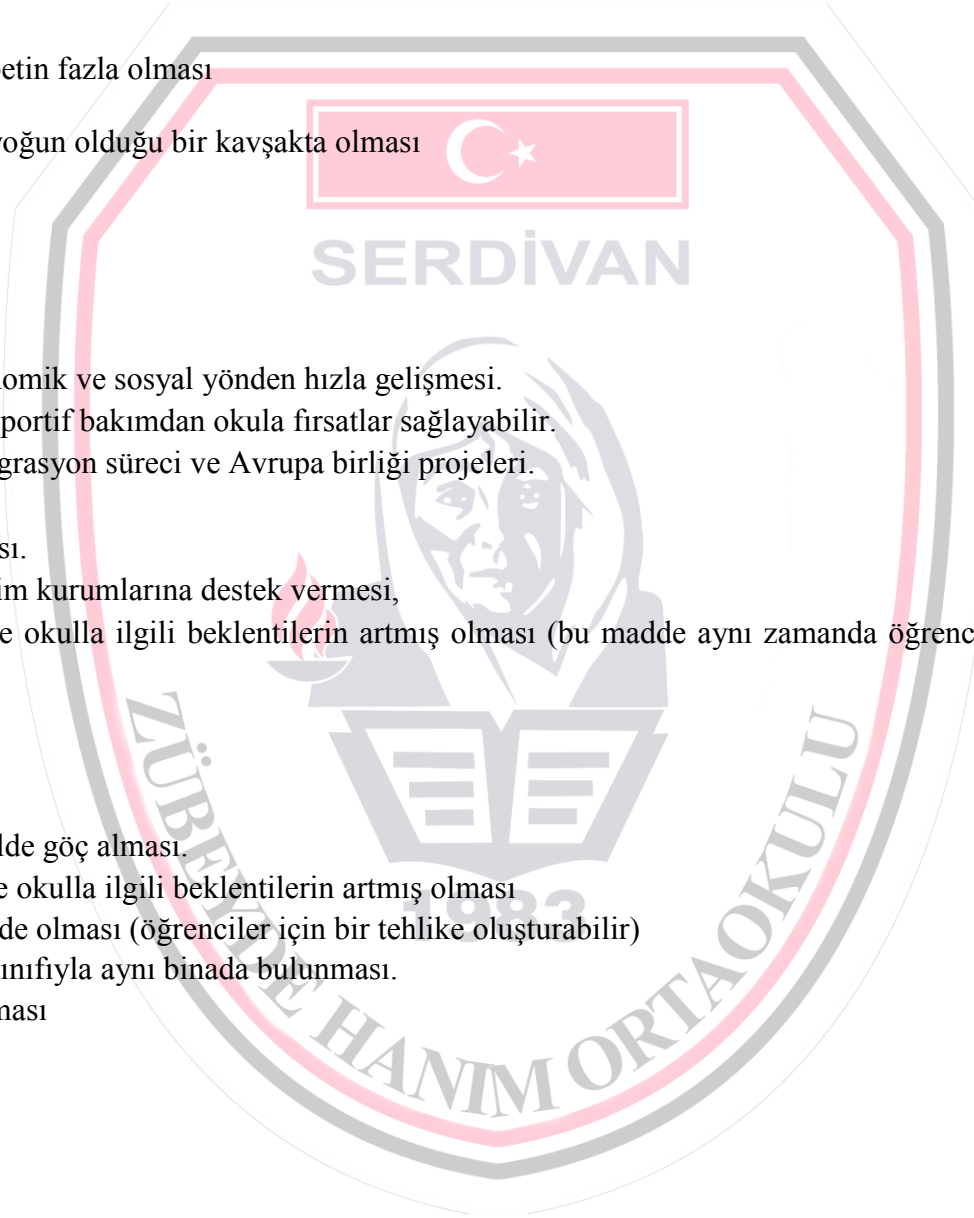 etin fazla olması
yoğun olduğu bir kavşakta olması
SERDİVAN
omik ve sosyal yönden hızla gelişmesi.
portif bakımdan okula fırsatlar sağlayabilir.
grasyon süreci ve Avrupa birliği projeleri.
sı.
im kurumlarına destek vermesi,
e okulla ilgili beklentilerin artmış olması (bu madde aynı zamanda öğrenc
lde göç alması.
e okulla ilgili beklentilerin artmış olması
1983
de olması (öğrenciler için bir tehlike oluşturabilir)
ınıfıyla aynı binada bulunması.
ması
ZÜBEYDE HANIM ORTAOKULU